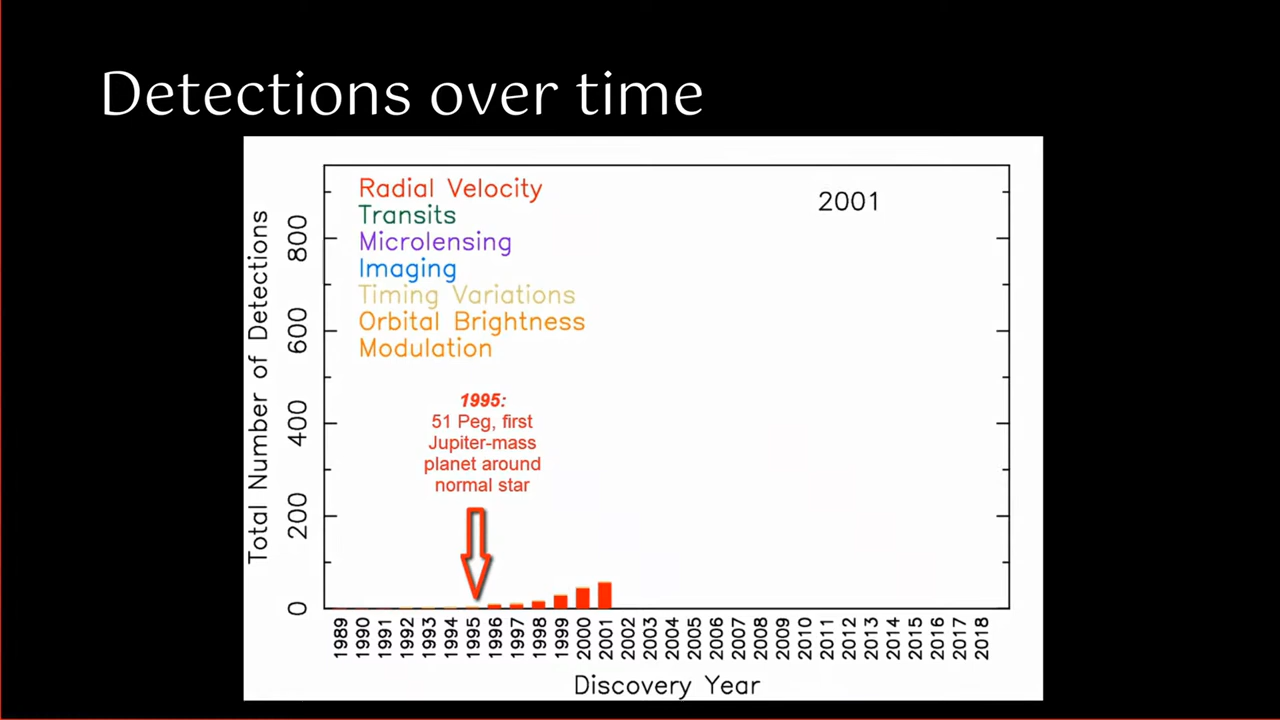 Detections over time
Radial Velocity
Transits
Microlensing
Imaging
Timing Variations
Orbital Brightness
Modulation
2001
1995:
51 Peg, first
Jupiter-mass
planet around
normal star
Total Number of Detections
800
600
400
200
0
1989 1990 1991 1992 1993 1994 1995 1996 1997 1998 1999 2000 2001 2002 2003 2004 2005 2006 2007 2008 2009 2010 2011 2012 2013 2014 2015 2016 2017 2018
Discovery Year